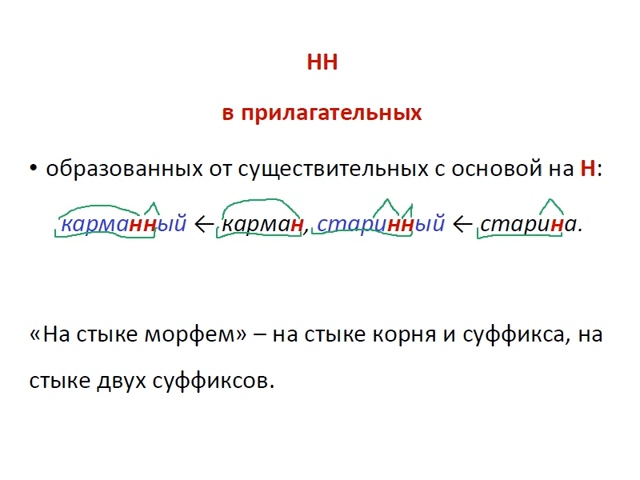 НН
в прилагательных
• образованных от существительных с основой на Н:
карманный ← карман, старинный ← старина.
«На стыке морфем» – на стыке корня и суффикса, на
стыке двух суффиксов.